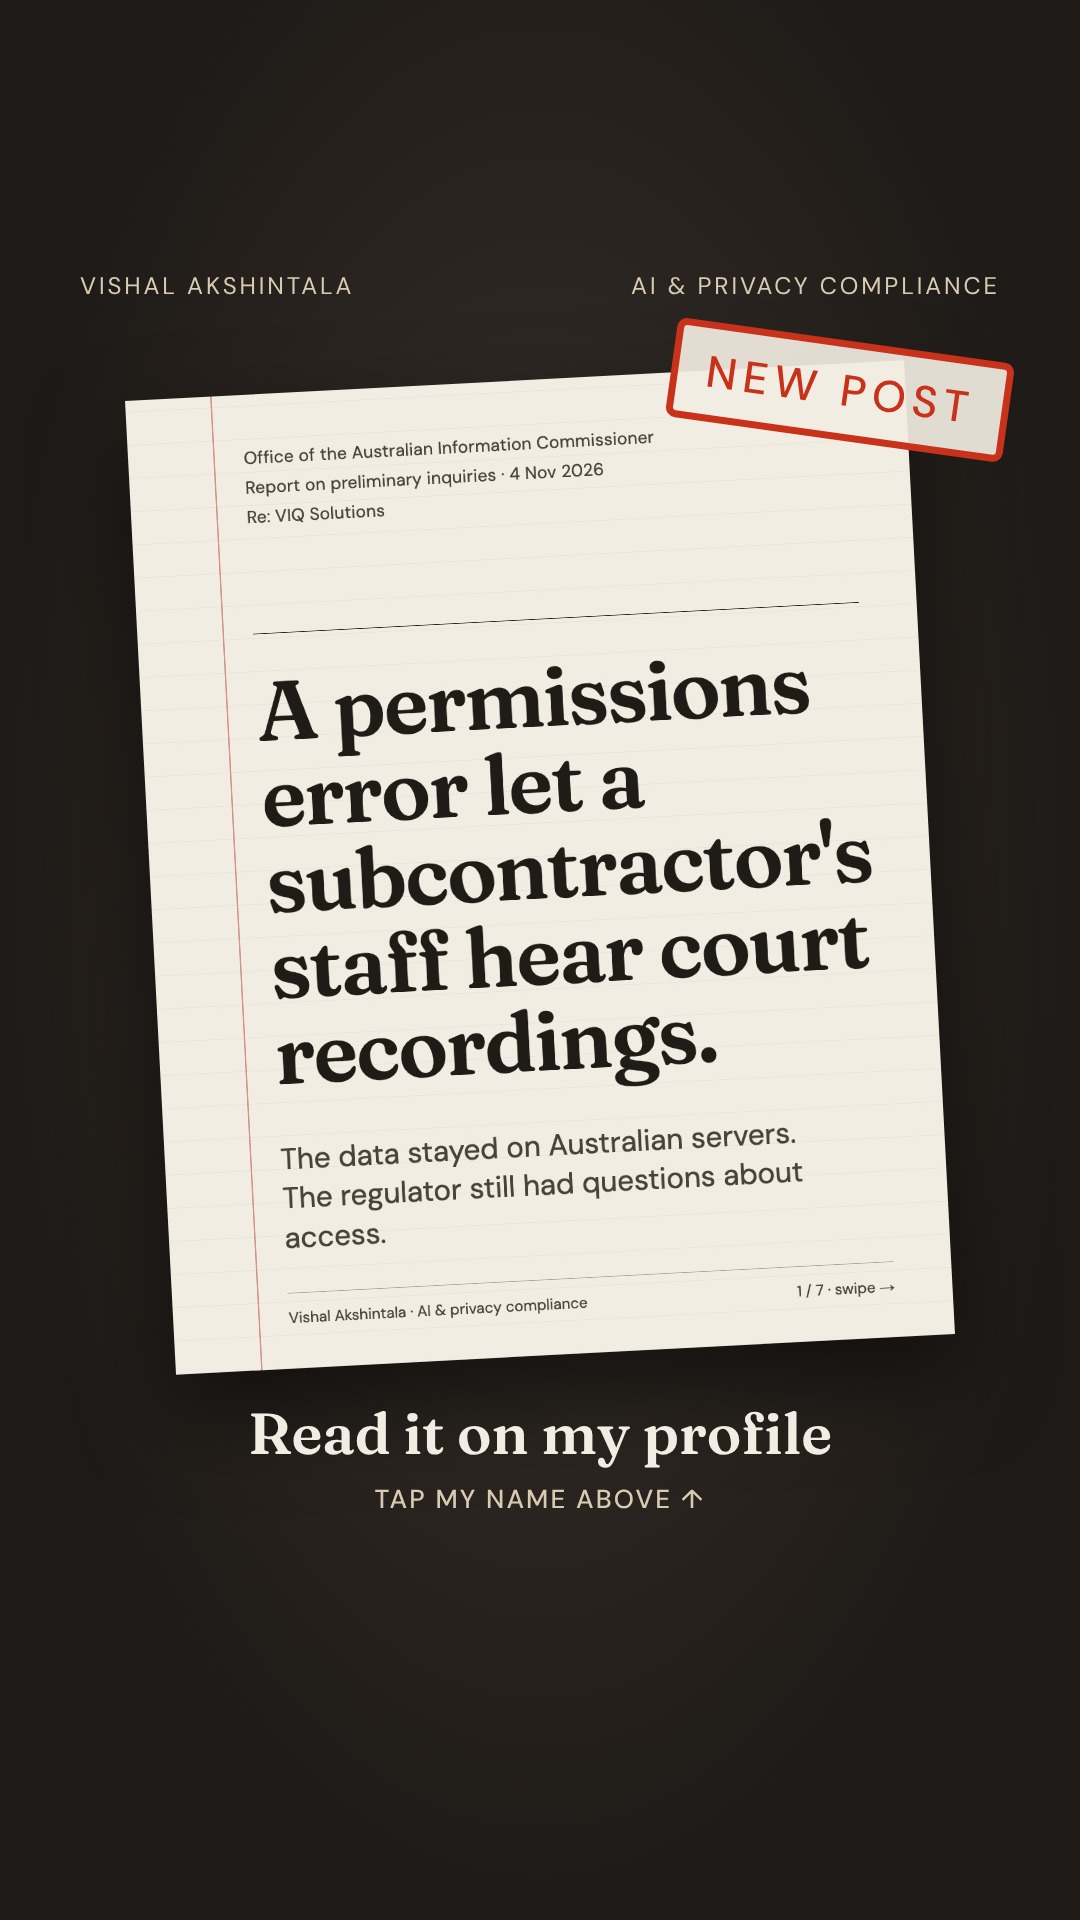 VISHAL AKSHINTALA
AI & PRIVACY COMPLIANCE
NEW POST
Office of the Australian Information Commissioner
Report on preliminary inquiries · 4 Nov 2026
Re: VIQ Solutions
A permissions
error let a
subcontractor's
staff hear court
recordings.
The data stayed on Australian servers.
The regulator still had questions about
access.
Vishal Akshintala · AI & privacy compliance
1 / 7 · swipe →
Read it on my profile
TAP MY NAME ABOVE ↑